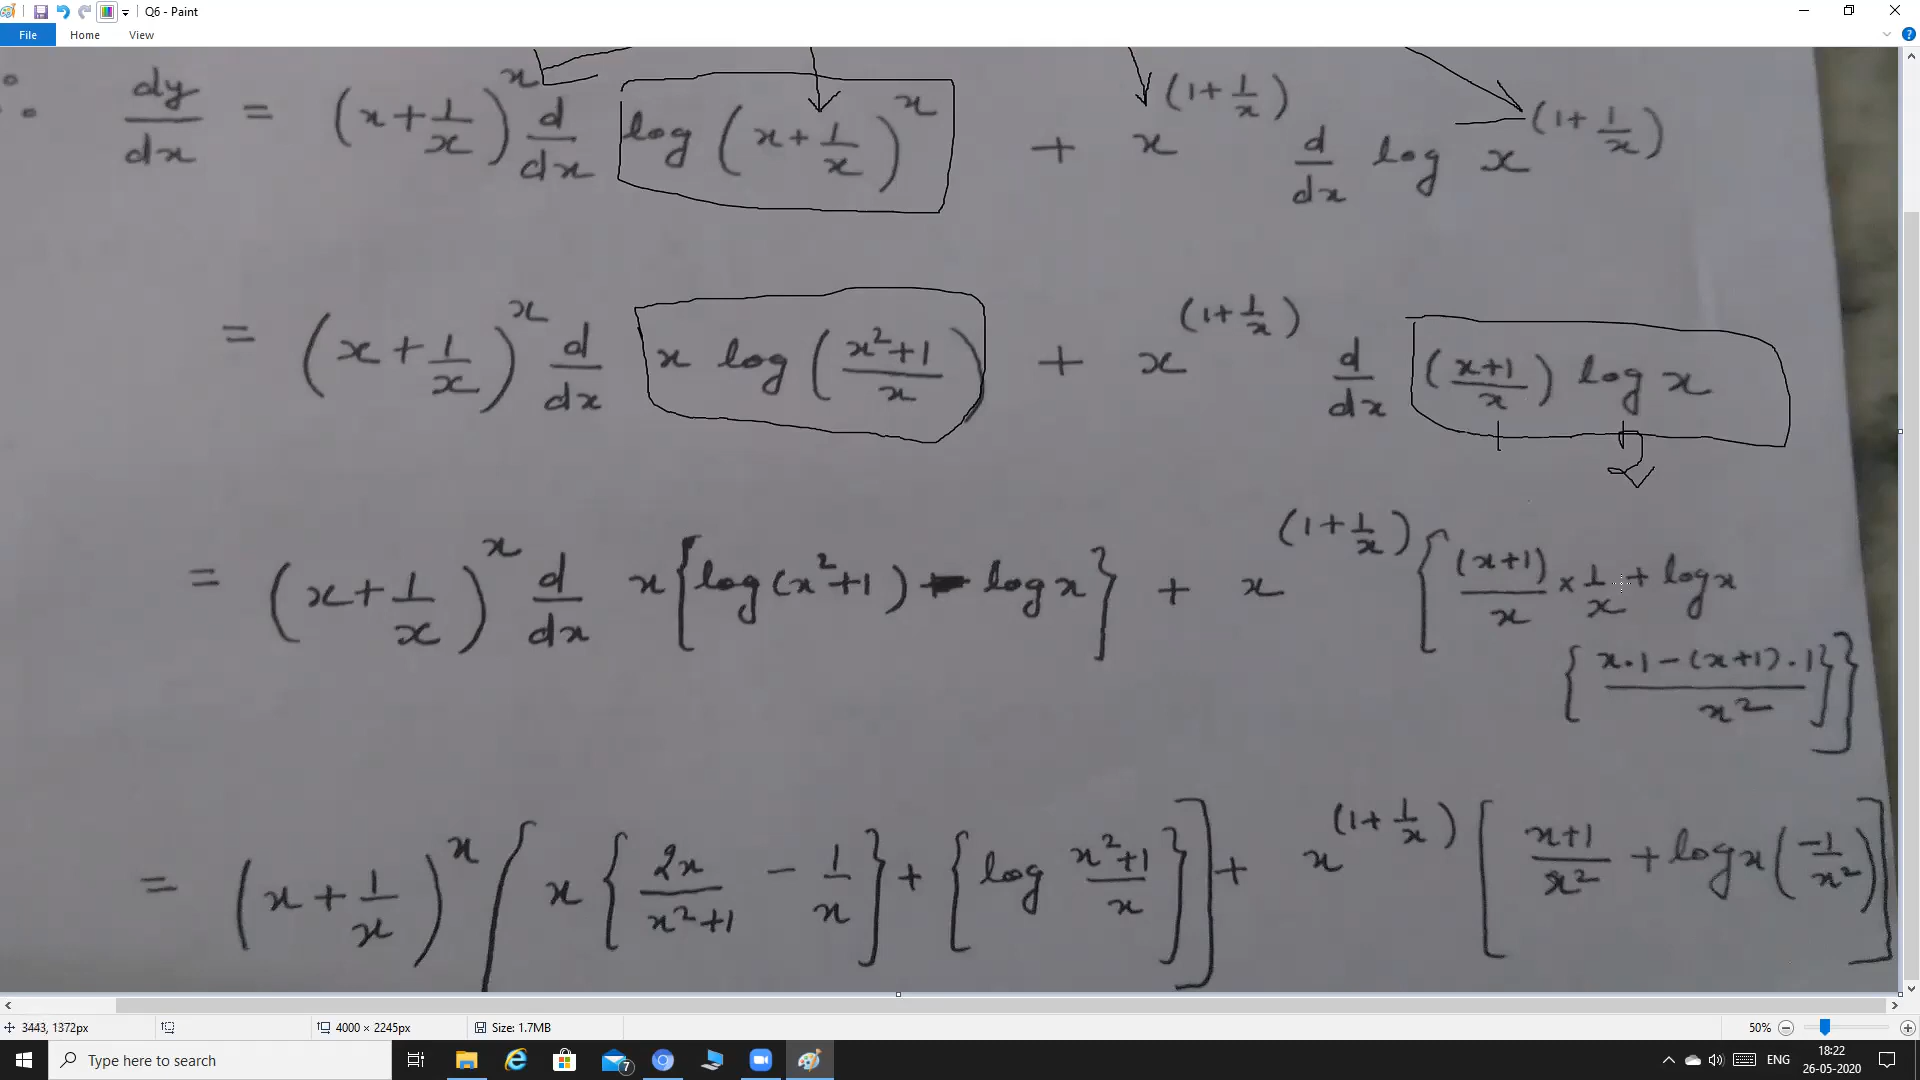 Q6 - Paint
File Home View
∴ dy/dx = (x + 1/x)^x d/dx log (x + 1/x)^x + x^(1 + 1/x) d/dx log x^(1 + 1/x)
= (x + 1/x)^x d/dx x log ((x² + 1)/x) + x^(1 + 1/x) d/dx ((x+1)/x) log x
= (x + 1/x)^x d/dx x {log (x² + 1) - log x} + x^(1 + 1/x) { (x+1)/x × 1/x + log x
{ (x·1 - (x+1)·1)/x² } }
= (x + 1/x)^x [ x { 2x/(x²+1) - 1/x } + { log (x²+1)/x } ] + x^(1 + 1/x) [ (x+1)/x² + log x (-1/x²) ]
3443, 1372px 4000 × 2245px Size: 1.7MB 50%
Type here to search 7 ENG 18:22
26-05-2020